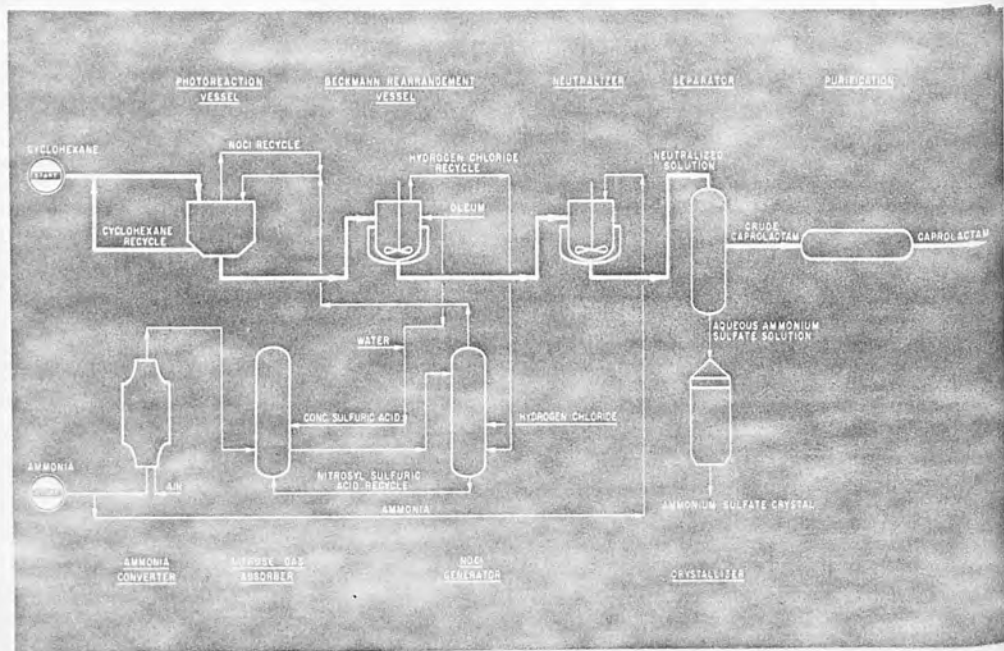 PHOTOREACTION
VESSEL
BECKMANN REARRANGEMENT
VESSEL
NEUTRALIZER
SEPARATOR
PURIFICATION
CYCLOHEXANE
START
NOCl RECYCLE
HYDROGEN CHLORIDE
RECYCLE
NEUTRALIZED
SOLUTION
OLEUM
CYCLOHEXANE
RECYCLE
CRUDE
CAPROLACTAM
CAPROLACTAM
AQUEOUS AMMONIUM
SULFATE SOLUTION
WATER
CONC. SULFURIC ACID
HYDROGEN CHLORIDE
AMMONIA
AIR
NITROSYL SULFURIC
ACID RECYCLE
AMMONIA
AMMONIUM SULFATE CRYSTAL
AMMONIA
CONVERTER
NITROSE GAS
ABSORBER
NOCl
GENERATOR
CRYSTALLIZER